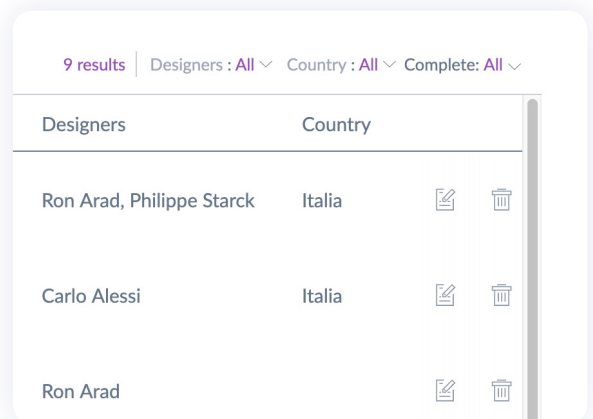 9 results Designers : All Country : All Complete: All
Designers Country
Ron Arad, Philippe Starck Italia
Carlo Alessi Italia
Ron Arad